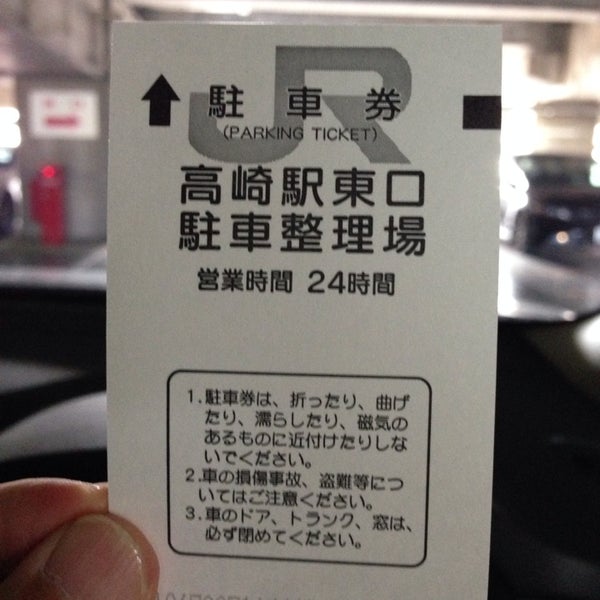 JR
駐車券
(PARKING TICKET)
高崎駅東口
駐車整理場
営業時間 24時間
1.駐車券は、折ったり、曲げ
たり、濡らしたり、磁気の
あるものに近付けたりしな
いでください。
2.車の損傷事故、盗難等につ
いてはご注意ください。
3.車のドア、トランク、窓は、
必ず閉めてください。